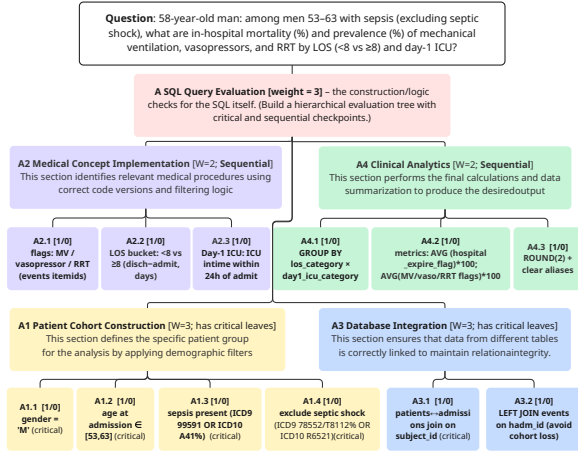 Question: 58-year-old man: among men 53–63 with sepsis (excluding septic
shock), what are in-hospital mortality (%) and prevalence (%) of mechanical
ventilation, vasopressors, and RRT by LOS (<8 vs ≥8) and day-1 ICU?
A SQL Query Evaluation [weight = 3] – the construction/logic
checks for the SQL itself. (Build a hierarchical evaluation tree with
critical and sequential checkpoints.)
A2 Medical Concept Implementation [W=2; Sequential]
This section identifies relevant medical procedures using
correct code versions and filtering logic
A4 Clinical Analytics [W=2; Sequential]
This section performs the final calculations and data
summarization to produce the desiredoutput
A2.1 [1/0]
flags: MV /
vasopressor / RRT
(events itemids)
A2.2 [1/0]
LOS bucket: <8 vs
≥8 (disch−admit,
days)
A2.3 [1/0]
Day-1 ICU: ICU
intime within
24h of admit
A4.1 [1/0]
GROUP BY
los_category ×
day1_icu_category
A4.2 [1/0]
metrics: AVG (hospital
_expire_flag)*100;
AVG(MV/vaso/RRT flags)*100
A4.3 [1/0]
ROUND(2) +
clear aliases
A1 Patient Cohort Construction [W=3; has critical leaves]
This section defines the specific patient group
for the analysis by applying demographic filters
A3 Database Integration [W=3; has critical leaves]
This section ensures that data from different tables
is correctly linked to maintain relationaintegrity.
A1.1 [1/0]
gender =
'M' (critical)
A1.2 [1/0]
age at
admission ∈
[53,63] (critical)
A1.3 [1/0]
sepsis present (ICD9
99591 OR ICD10
A41%) (critical)
A1.4 [1/0]
exclude septic shock
(ICD9 78552/T8112% OR
ICD10 R6521)(critical)
A3.1 [1/0]
patients↔admissi
ons join on
subject_id (critical)
A3.2 [1/0]
LEFT JOIN events
on hadm_id (avoid
cohort loss)